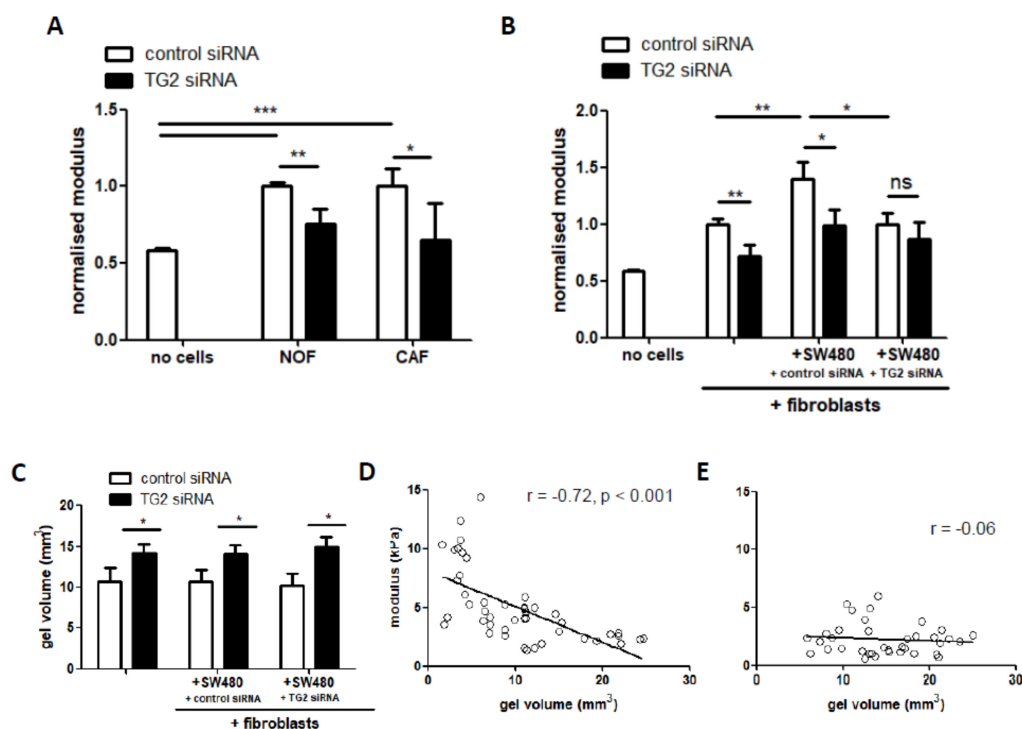 A
control siRNA
TG2 siRNA
normalised modulus
1.5
1.0
0.5
0.0
***
**
*
no cells
NOF
CAF
B
control siRNA
TG2 siRNA
normalised modulus
2.0
1.5
1.0
0.5
0.0
**
*
*
**
ns
no cells
+SW480
+SW480
+ control siRNA
+ TG2 siRNA
+ fibroblasts
C
control siRNA
TG2 siRNA
gel volume (mm³)
20
15
10
5
0
*
*
*
+SW480
+SW480
+ control siRNA
+ TG2 siRNA
+ fibroblasts
D
r = -0.72, p < 0.001
modulus (kPa)
15
10
5
0
0
10
20
30
gel volume (mm³)
E
r = -0.06
15
10
5
0
0
10
20
30
gel volume (mm³)